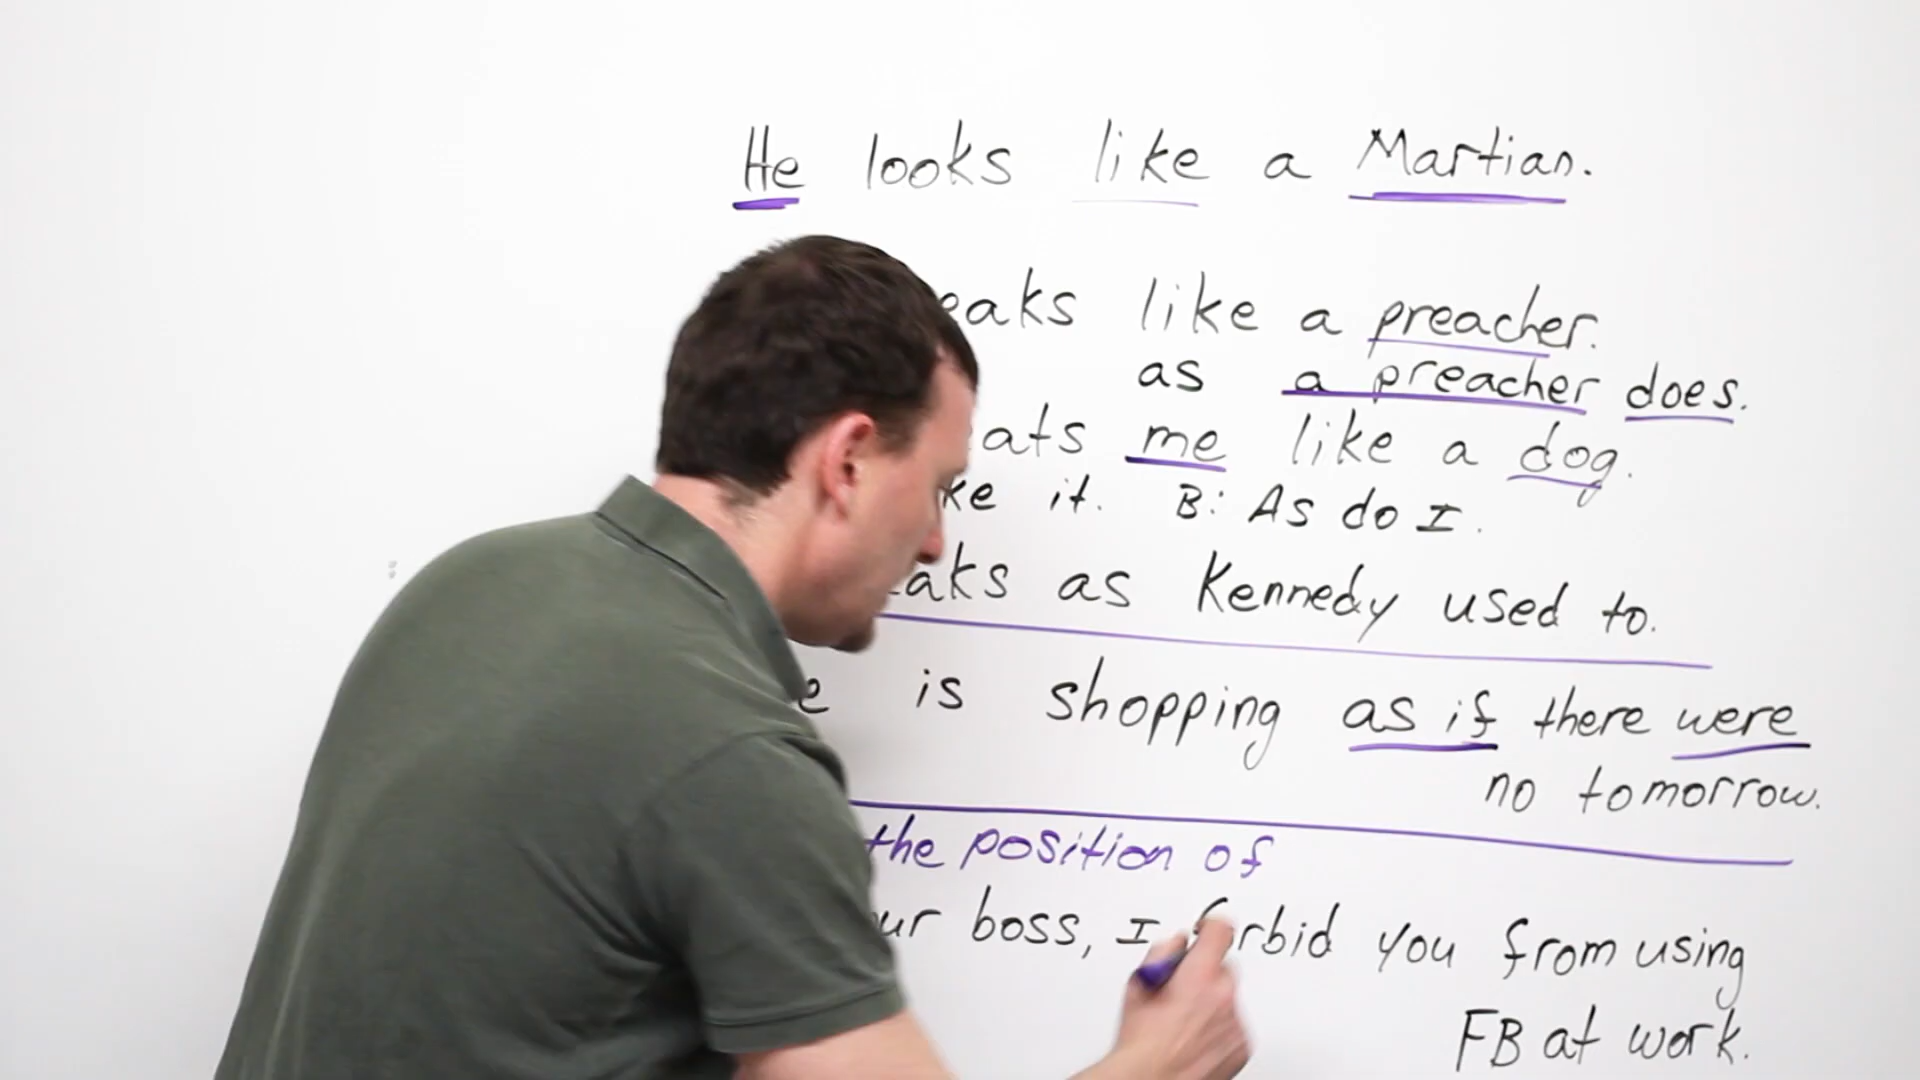 He looks like a Martian.
eaks like a preacher.
as a preacher does.
ats me like a dog.
ke it. B: As do I.
aks as Kennedy used to.
e is shopping as if there were
no tomorrow.
the position of
ur boss, I forbid you from using
FB at work.